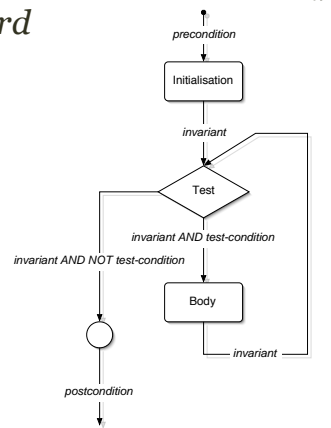 rd
precondition
Initialisation
invariant
Test
invariant AND test-condition
invariant AND NOT test-condition
Body
invariant
postcondition